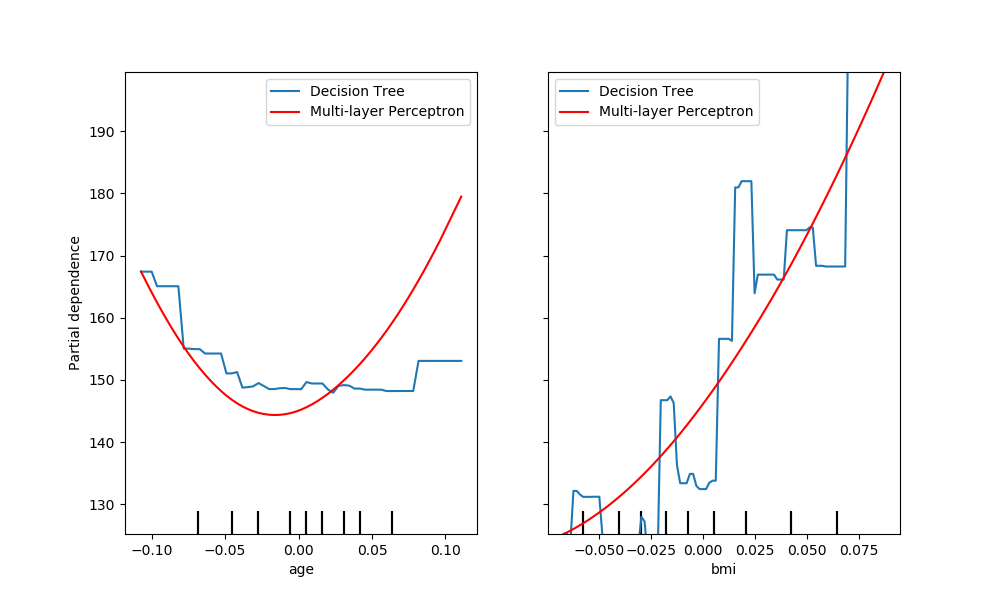 Decision Tree
Multi-layer Perceptron
Decision Tree
Multi-layer Perceptron
Partial dependence
190
180
170
160
150
140
130
−0.10 −0.05 0.00 0.05 0.10
−0.050 −0.025 0.000 0.025 0.050 0.075
age
bmi